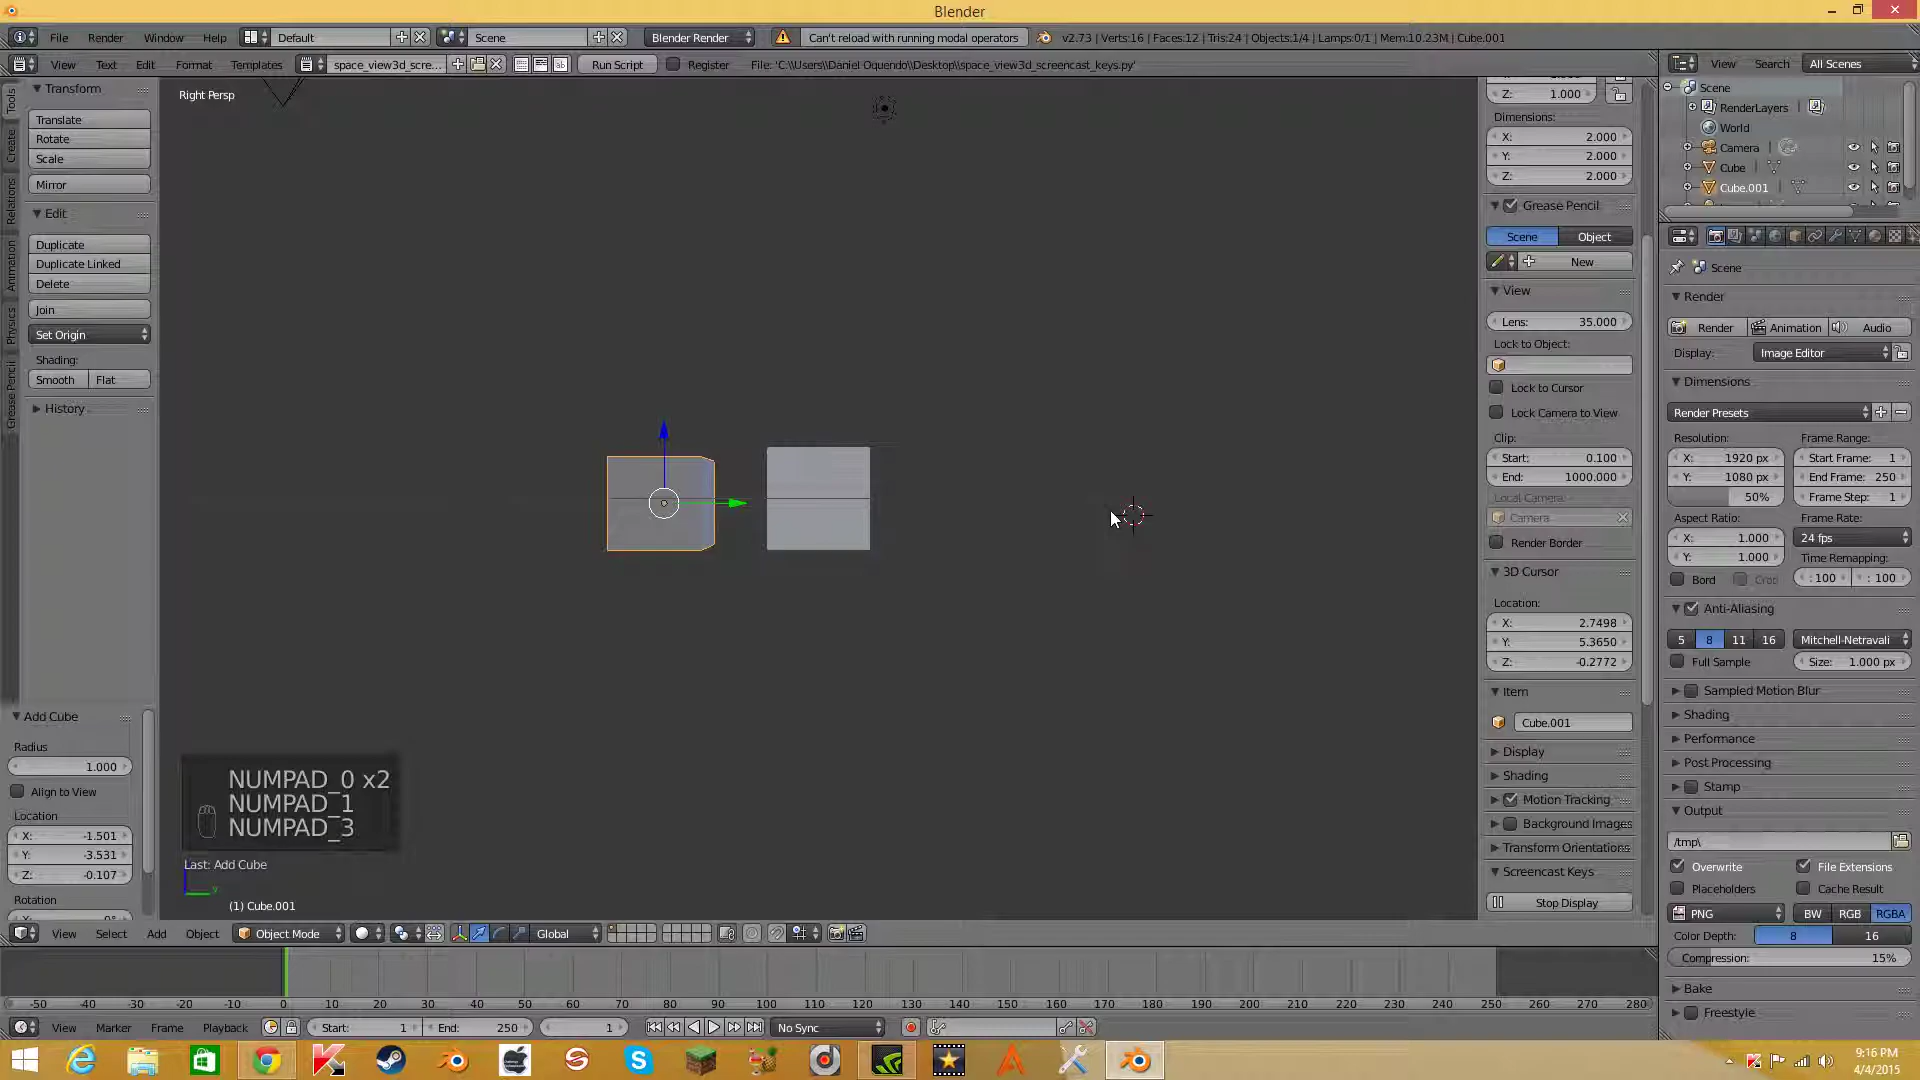 Blender
File Render Window Help Default Scene Blender Render Can't reload with running modal operators v2.73 | Verts:16 | Faces:12 | Tris:24 | Objects:1/4 | Lamps:0/1 | Mem:10.23M | Cube.001
View Text Edit Format Templates space_view3d_scre... Run Script Register File: 'C:\\Users\\Daniel Oquendo\\Desktop\\space_view3d_screencast_keys.py'
View Search All Scenes
Tools
Create
Relations
Animation
Physics
Grease Pencil
Transform
Translate
Rotate
Scale
Mirror
Edit
Duplicate
Duplicate Linked
Delete
Join
Set Origin
Shading:
Smooth Flat
History
Add Cube
Radius
1.000
Align to View
Location
X: -1.501
Y: -3.531
Z: -0.107
Rotation
Right Persp
NUMPAD_0 x2
NUMPAD_1
NUMPAD_3
Last: Add Cube
(1) Cube.001
Z: 1.000
Dimensions:
X: 2.000
Y: 2.000
Z: 2.000
Grease Pencil
Scene Object
New
View
Lens: 35.000
Lock to Object:
Lock to Cursor
Lock Camera to View
Clip:
Start: 0.100
End: 1000.000
Local Camera:
Camera
Render Border
3D Cursor
Location:
X: 2.7498
Y: 5.3650
Z: -0.2772
Item
Cube.001
Display
Shading
Motion Tracking
Background Images
Transform Orientations
Screencast Keys
Stop Display
Scene
RenderLayers
World
Camera
Cube
Cube.001
Scene
Render
Render Animation Audio
Display: Image Editor
Dimensions
Render Presets
Resolution: Frame Range:
X: 1920 px Start Frame: 1
Y: 1080 px End Frame: 250
50% Frame Step: 1
Aspect Ratio: Frame Rate:
X: 1.000 24 fps
Y: 1.000 Time Remapping:
Bord Crop : 100 : 100
Anti-Aliasing
5 8 11 16 Mitchell-Netravali
Full Sample Size: 1.000 px
Sampled Motion Blur
Shading
Performance
Post Processing
Stamp
Output
/tmp\
Overwrite File Extensions
Placeholders Cache Result
PNG BW RGB RGBA
Color Depth: 8 16
Compression: 15%
Bake
Freestyle
View Select Add Object Object Mode Global
-50 -40 -30 -20 -10 0 10 20 30 40 50 60 70 80 90 100 110 120 130 140 150 160 170 180 190 200 210 220 230 240 250 260 270 280
View Marker Frame Playback Start: 1 End: 250 1 No Sync
9:16 PM
4/4/2015